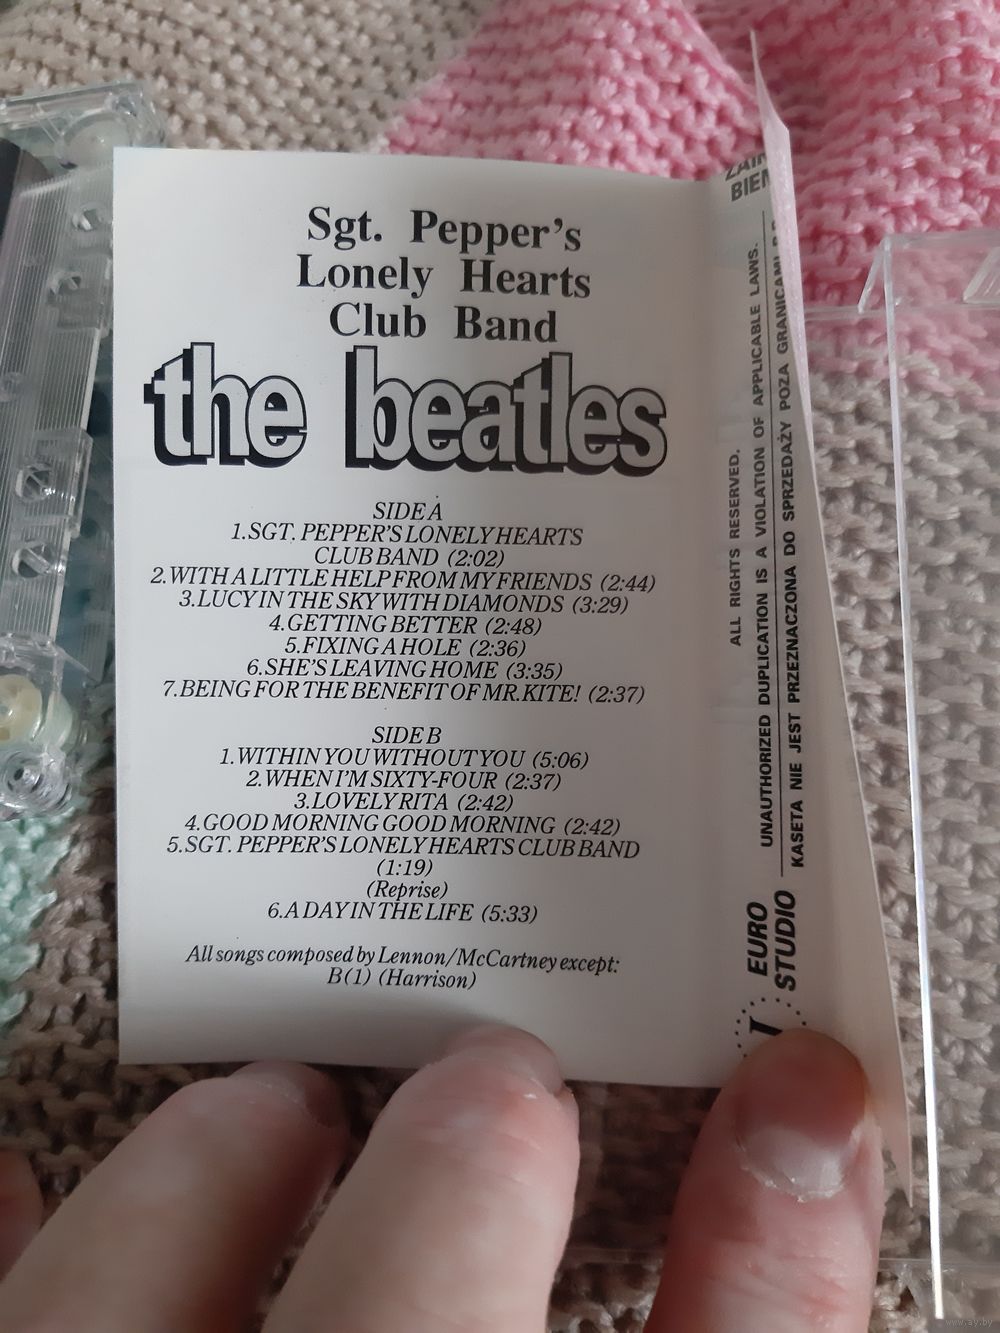 Sgt. Pepper's
Lonely Hearts
Club Band
the beatles
SIDE A
1.SGT. PEPPER'S LONELY HEARTS
CLUB BAND (2:02)
2.WITH A LITTLE HELP FROM MY FRIENDS (2:44)
3.LUCY IN THE SKY WITH DIAMONDS (3:29)
4.GETTING BETTER (2:48)
5.FIXING A HOLE (2:36)
6.SHE'S LEAVING HOME (3:35)
7.BEING FOR THE BENEFIT OF MR.KITE! (2:37)
SIDE B
1.WITHIN YOU WITHOUT YOU (5:06)
2.WHEN I'M SIXTY-FOUR (2:37)
3.LOVELY RITA (2:42)
4.GOOD MORNING GOOD MORNING (2:42)
5.SGT. PEPPER'S LONELY HEARTS CLUB BAND
(1:19)
(Reprise)
6.A DAY IN THE LIFE (5:33)
All songs composed by Lennon/McCartney except:
B(1) (Harrison)
ALL RIGHTS RESERVED.
UNAUTHORIZED DUPLICATION IS A VIOLATION OF APPLICABLE LAWS.
KASETA NIE JEST PRZEZNACZONA DO SPRZEDAŻY POZA GRANICAMI
EURO
STUDIO
www.ay.by